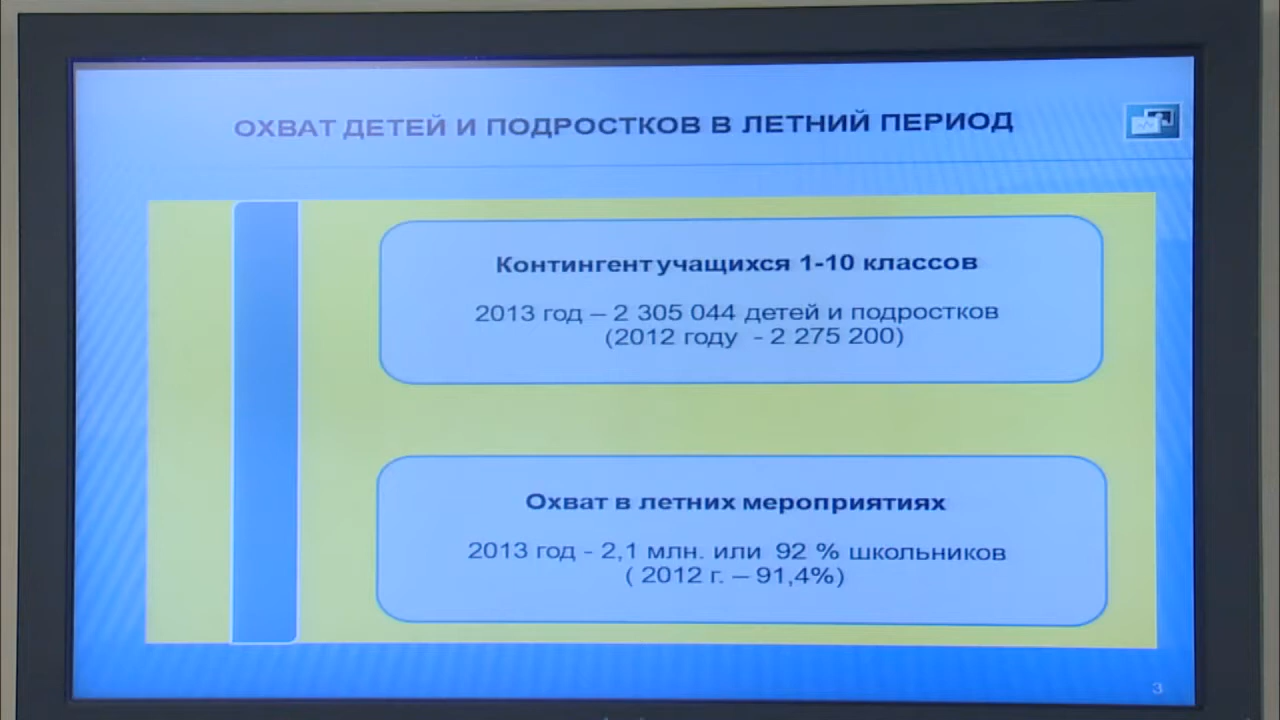 ОХВАТ ДЕТЕЙ И ПОДРОСТКОВ В ЛЕТНИЙ ПЕРИОД
Контингент учащихся 1-10 классов
2013 год – 2 305 044 детей и подростков
(2012 году - 2 275 200)
Охват в летних мероприятиях
2013 год - 2,1 млн. или 92 % школьников
( 2012 г. – 91,4%)
3